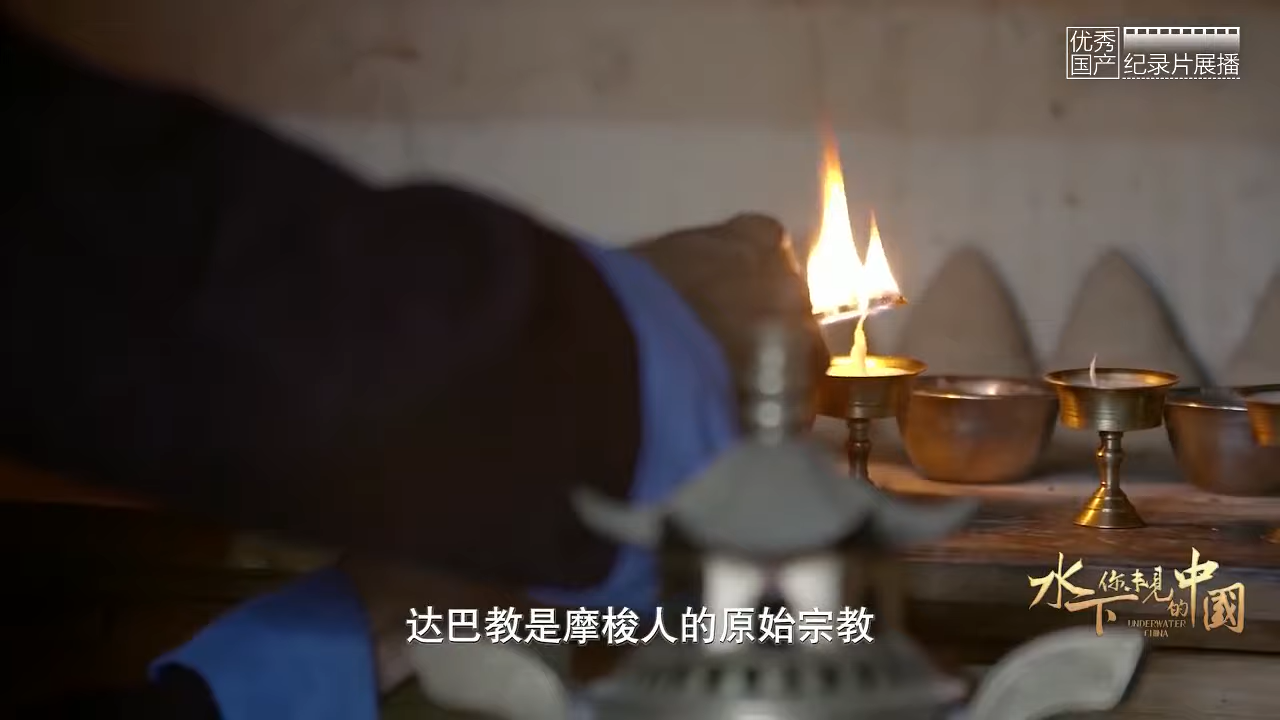 优秀
国产
纪录片展播
达巴教是摩梭人的原始宗教
水下
你未见的
中國
UNDERWATER
CHINA